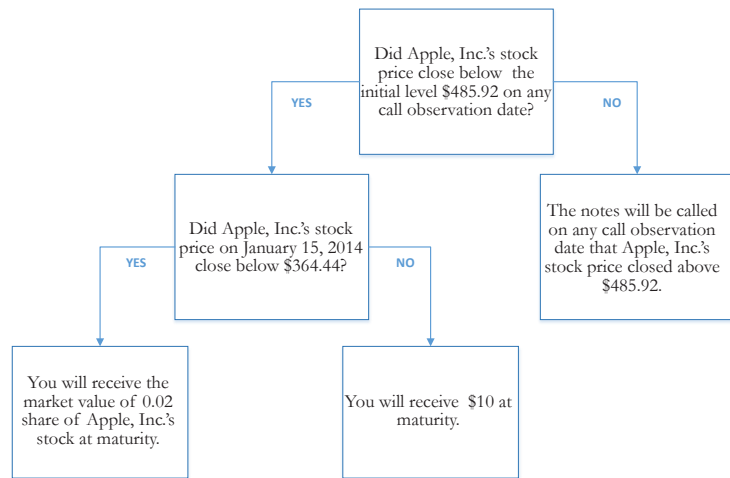 Did Apple, Inc.'s stock
price close below the
initial level $485.92 on any
call observation date?
YES
NO
Did Apple, Inc.'s stock
price on January 15, 2014
close below $364.44?
The notes will be called
on any call observation
date that Apple, Inc.'s
stock price closed above
$485.92.
YES
NO
You will receive the
market value of 0.02
share of Apple, Inc.'s
stock at maturity.
You will receive $10 at
maturity.